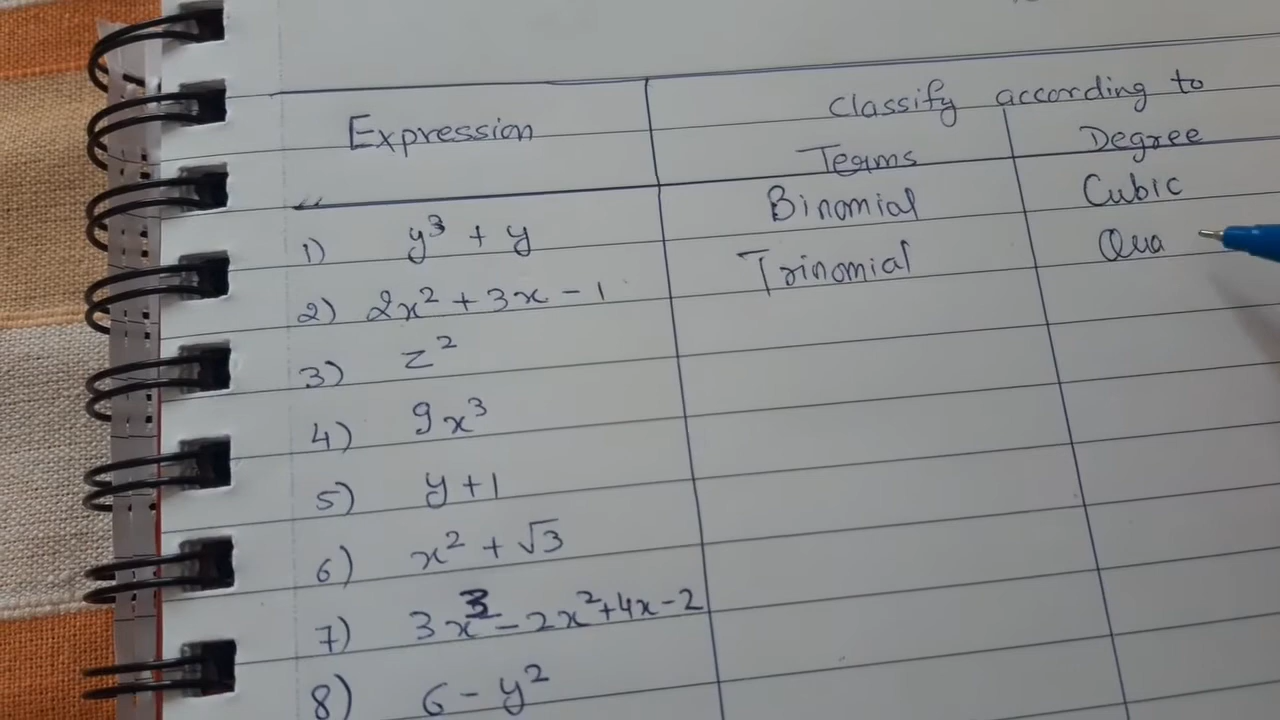 Classify according to
Expression
Terms Degree
1) y³ + y Binomial Cubic
2) 2x² + 3x - 1 Trinomial Qua
3) z²
4) 9x³
5) y + 1
6) x² + √3
7) 3x³ - 2x² + 4x - 2
8) 6 - y²